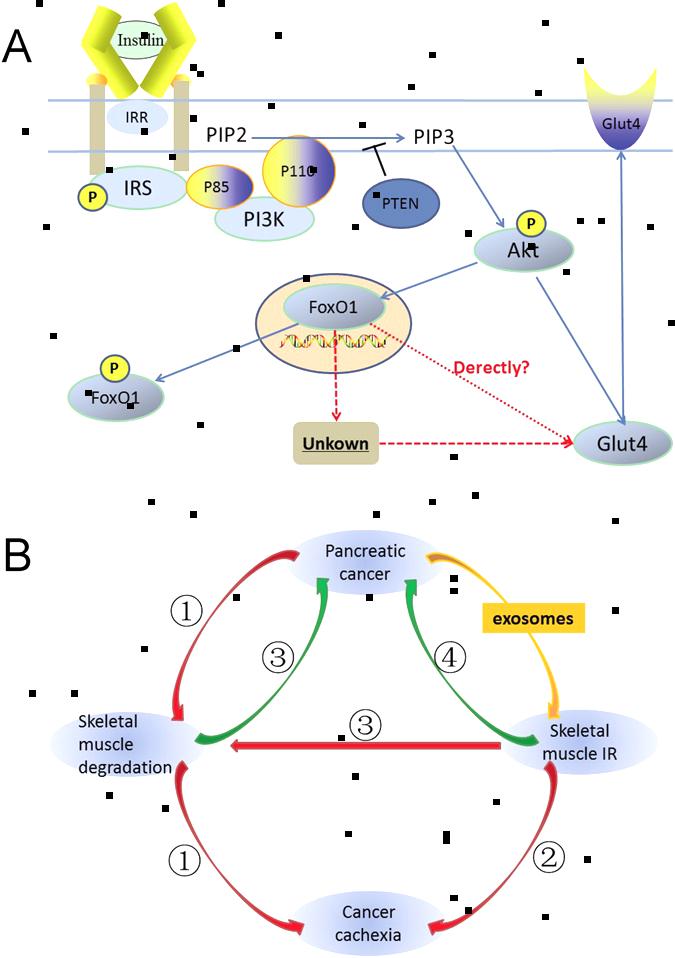 A
Insulin
IRR
Glut4
PIP2
PIP3
P110
P
IRS
P85
PI3K
PTEN
P
Akt
FoxO1
P
FoxO1
Derectly?
Unkown
Glut4
B
Pancreatic
cancer
①
exosomes
③
④
Skeletal
muscle
degradation
③
Skeletal
muscle IR
①
②
Cancer
cachexia